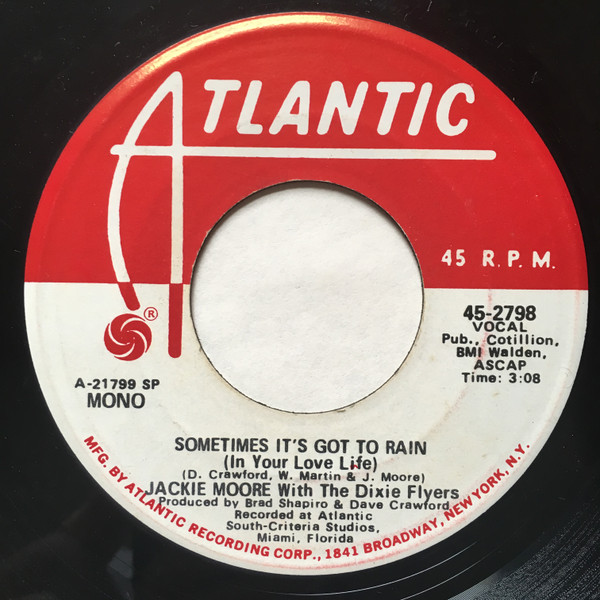 ATLANTIC
45 R.P.M.
®
45-2798
VOCAL
Pub., Cotillion,
BMI Walden,
ASCAP
Time: 3:08
A-21799 SP
MONO
SOMETIMES IT'S GOT TO RAIN
(In Your Love Life)
(D. Crawford, W. Martin & J. Moore)
JACKIE MOORE With The Dixie Flyers
Produced by Brad Shapiro & Dave Crawford
Recorded at Atlantic
South-Criteria Studios,
Miami, Florida
MFG. BY ATLANTIC RECORDING CORP., 1841 BROADWAY, NEW YORK, N.Y.